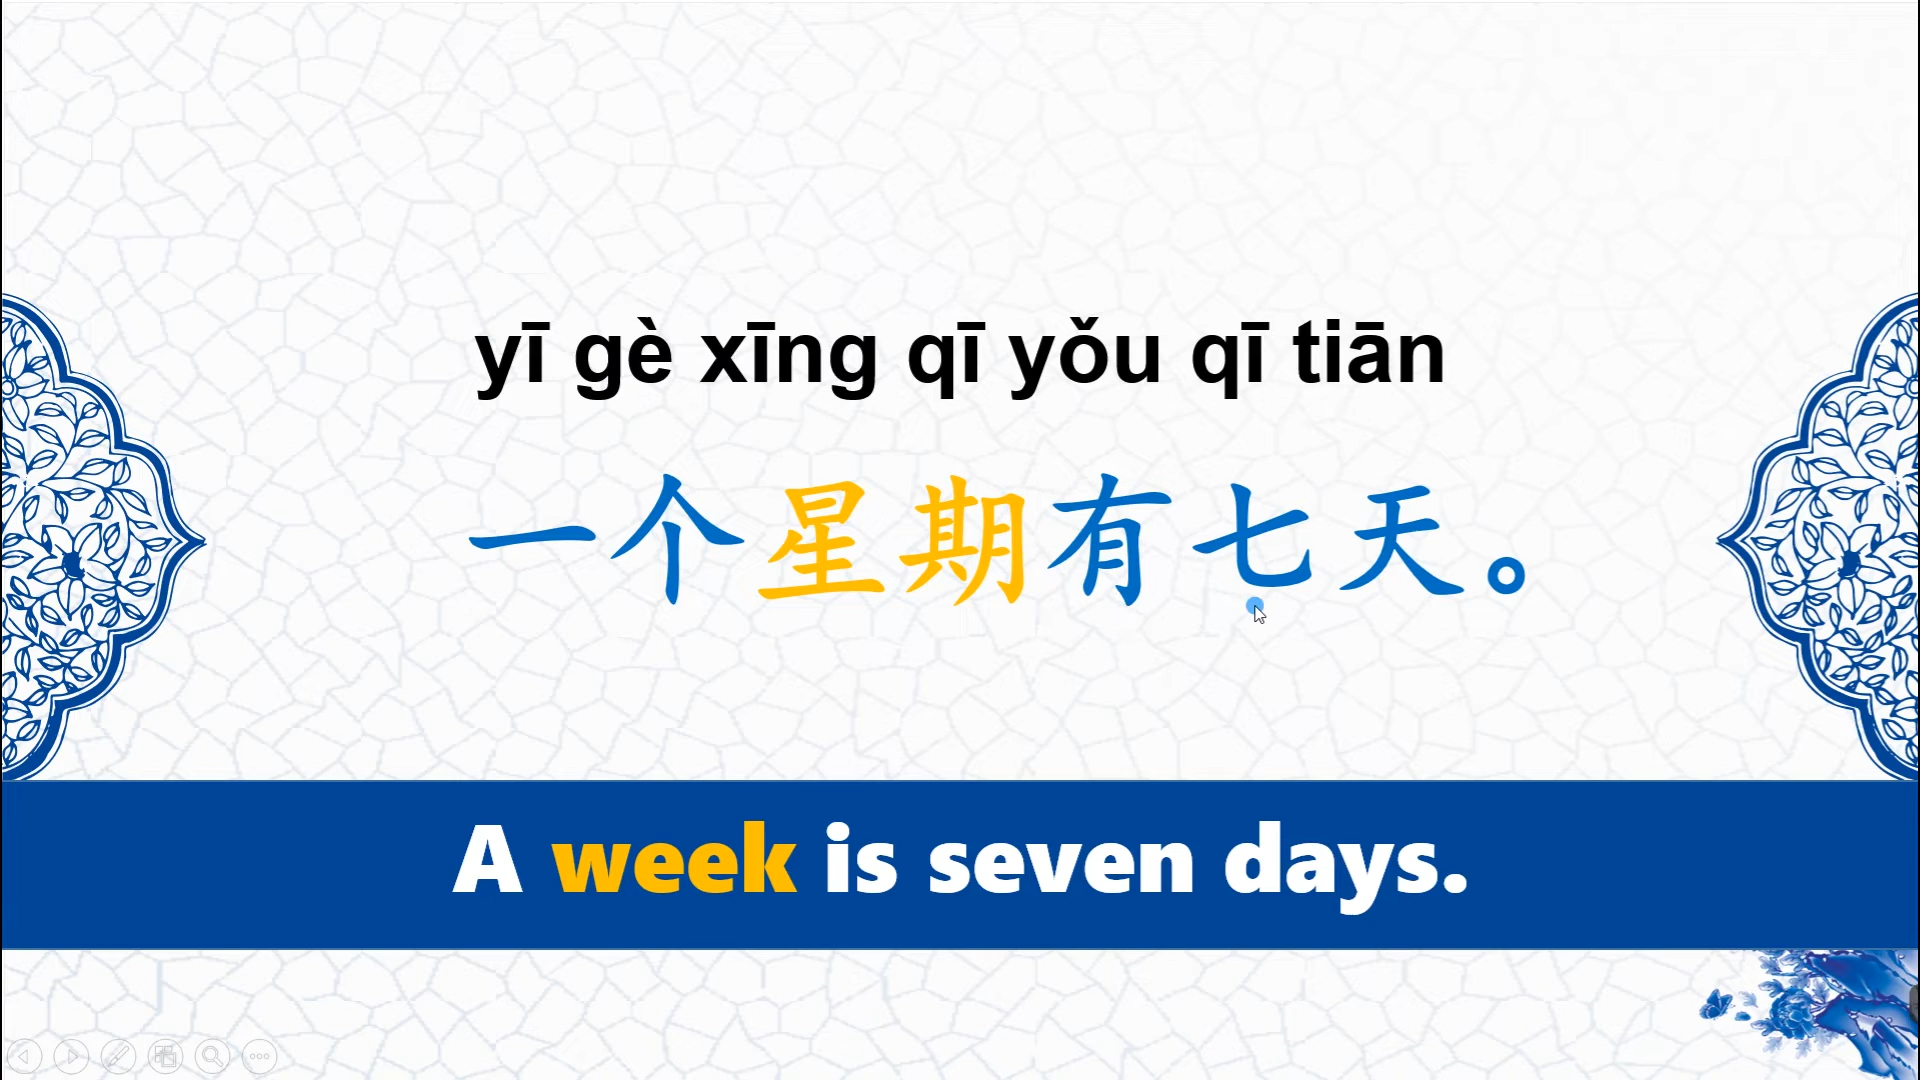 yī gè xīng qī yǒu qī tiān
一个星期有七天。
A week is seven days.